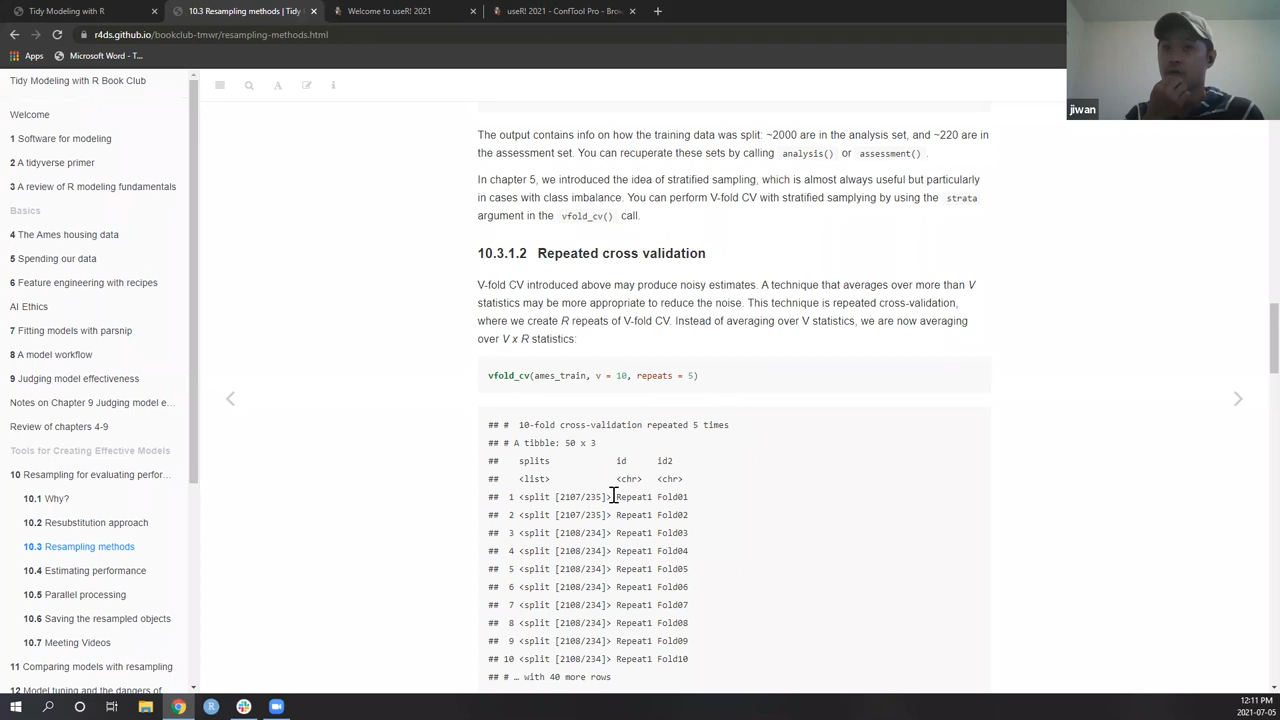 Tidy Modeling with R
10.3 Resampling methods | Tidy
Welcome to useR! 2021
useR! 2021 - ConfTool Pro - Brow
r4ds.github.io/bookclub-tmwr/resampling-methods.html
Apps
Microsoft Word - T...
jiwan
Tidy Modeling with R Book Club
Welcome
1 Software for modeling
2 A tidyverse primer
3 A review of R modeling fundamentals
Basics
4 The Ames housing data
5 Spending our data
6 Feature engineering with recipes
AI Ethics
7 Fitting models with parsnip
8 A model workflow
9 Judging model effectiveness
Notes on Chapter 9 Judging model e...
Review of chapters 4-9
Tools for Creating Effective Models
10 Resampling for evaluating perfor...
10.1 Why?
10.2 Resubstitution approach
10.3 Resampling methods
10.4 Estimating performance
10.5 Parallel processing
10.6 Saving the resampled objects
10.7 Meeting Videos
11 Comparing models with resampling
12 Model tuning and the dangers of
The output contains info on how the training data was split: ~2000 are in the analysis set, and ~220 are in
the assessment set. You can recuperate these sets by calling analysis() or assessment() .
In chapter 5, we introduced the idea of stratified sampling, which is almost always useful but particularly
in cases with class imbalance. You can perform V-fold CV with stratified samplying by using the strata
argument in the vfold_cv() call.
10.3.1.2 Repeated cross validation
V-fold CV introduced above may produce noisy estimates. A technique that averages over more than V
statistics may be more appropriate to reduce the noise. This technique is repeated cross-validation,
where we create R repeats of V-fold CV. Instead of averaging over V statistics, we are now averaging
over V x R statistics:
vfold_cv(ames_train, v = 10, repeats = 5)
## # 10-fold cross-validation repeated 5 times
## # A tibble: 50 x 3
## splits id id2
## <list> <chr> <chr>
## 1 <split [2107/235]> Repeat1 Fold01
## 2 <split [2107/235]> Repeat1 Fold02
## 3 <split [2108/234]> Repeat1 Fold03
## 4 <split [2108/234]> Repeat1 Fold04
## 5 <split [2108/234]> Repeat1 Fold05
## 6 <split [2108/234]> Repeat1 Fold06
## 7 <split [2108/234]> Repeat1 Fold07
## 8 <split [2108/234]> Repeat1 Fold08
## 9 <split [2108/234]> Repeat1 Fold09
## 10 <split [2108/234]> Repeat1 Fold10
## # … with 40 more rows
12:11 PM
2021-07-05